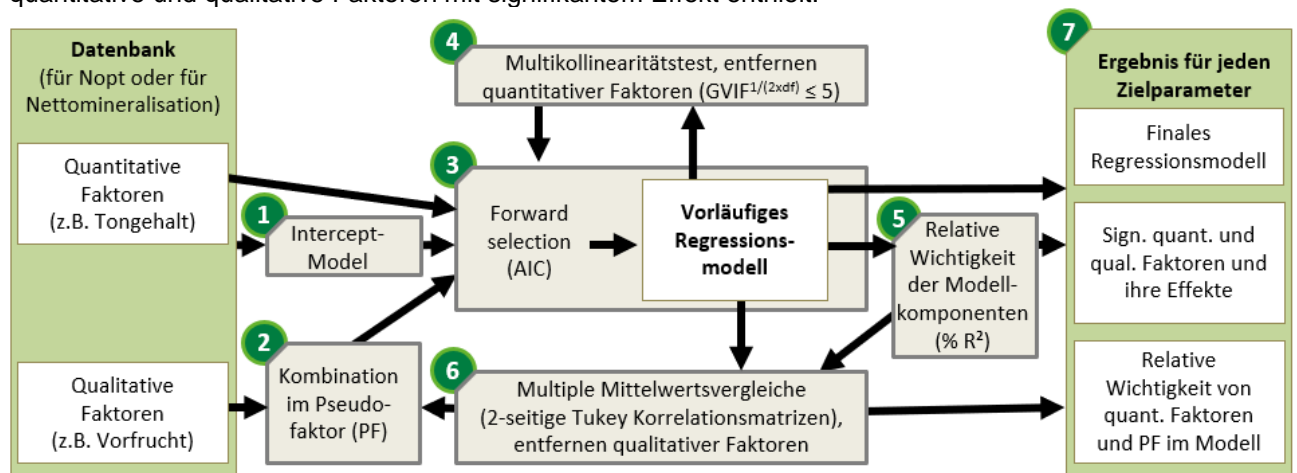 quantitative und qualitative Faktoren mit signifikantem Effekt enthielt.
Datenbank
(für Nopt oder für
Nettomineralisation)
Quantitative
Faktoren
(z.B. Tongehalt)
Qualitative
Faktoren
(z.B. Vorfrucht)
1
Intercept-
Model
2
Kombination
im Pseudo-
faktor (PF)
3
Forward
selection
(AIC)
Vorläufiges
Regressions-
modell
4
Multikollinearitätstest, entfernen
quantitativer Faktoren (GVIF^1/(2xdf) ≤ 5)
5
Relative
Wichtigkeit
der Modell-
komponenten
(% R²)
6
Multiple Mittelwertsvergleiche
(2-seitige Tukey Korrelationsmatrizen),
entfernen qualitativer Faktoren
7
Ergebnis für jeden
Zielparameter
Finales
Regressionsmodell
Sign. quant. und
qual. Faktoren und
ihre Effekte
Relative
Wichtigkeit von
quant. Faktoren
und PF im Modell